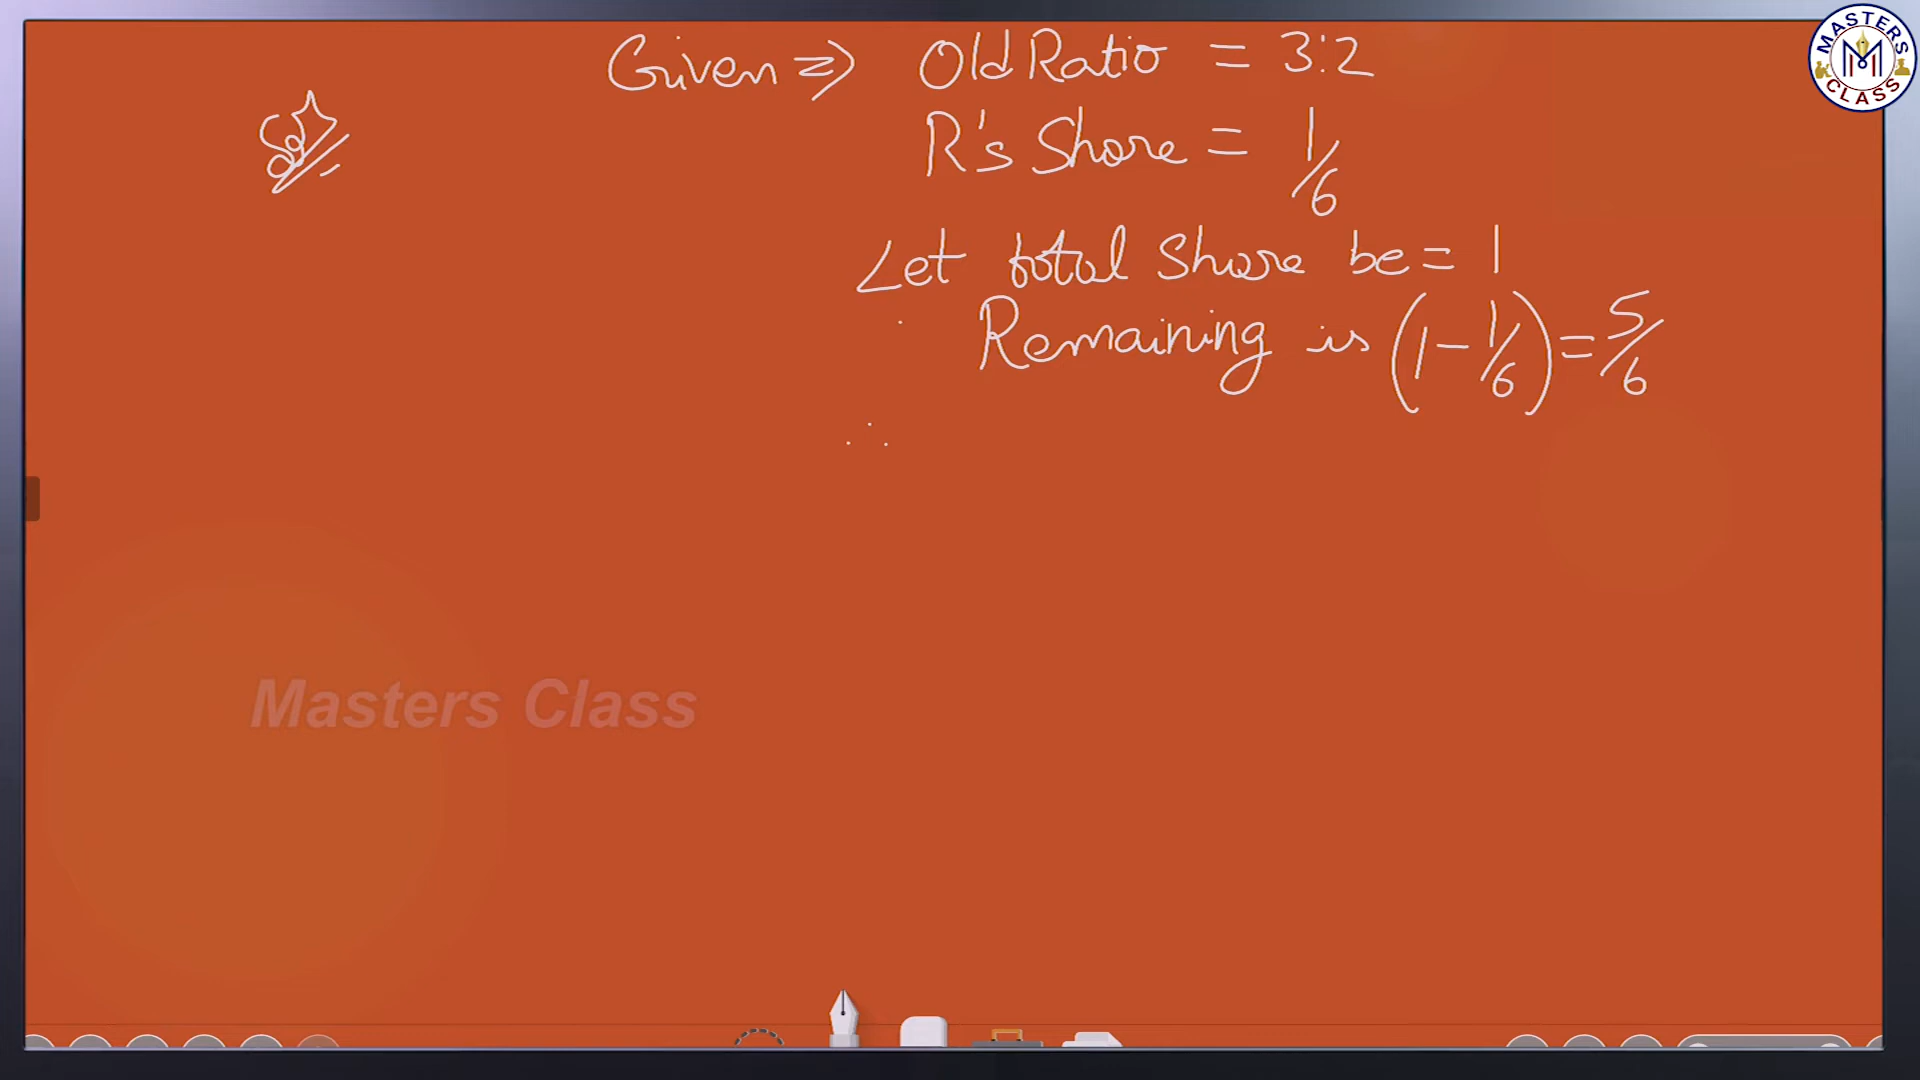 Given ⇒ Old Ratio = 3:2
Sol
R's Share = 1/6
Let total Share be = 1
Remaining is (1 - 1/6) = 5/6
∴
Masters Class
MASTERS CLASS